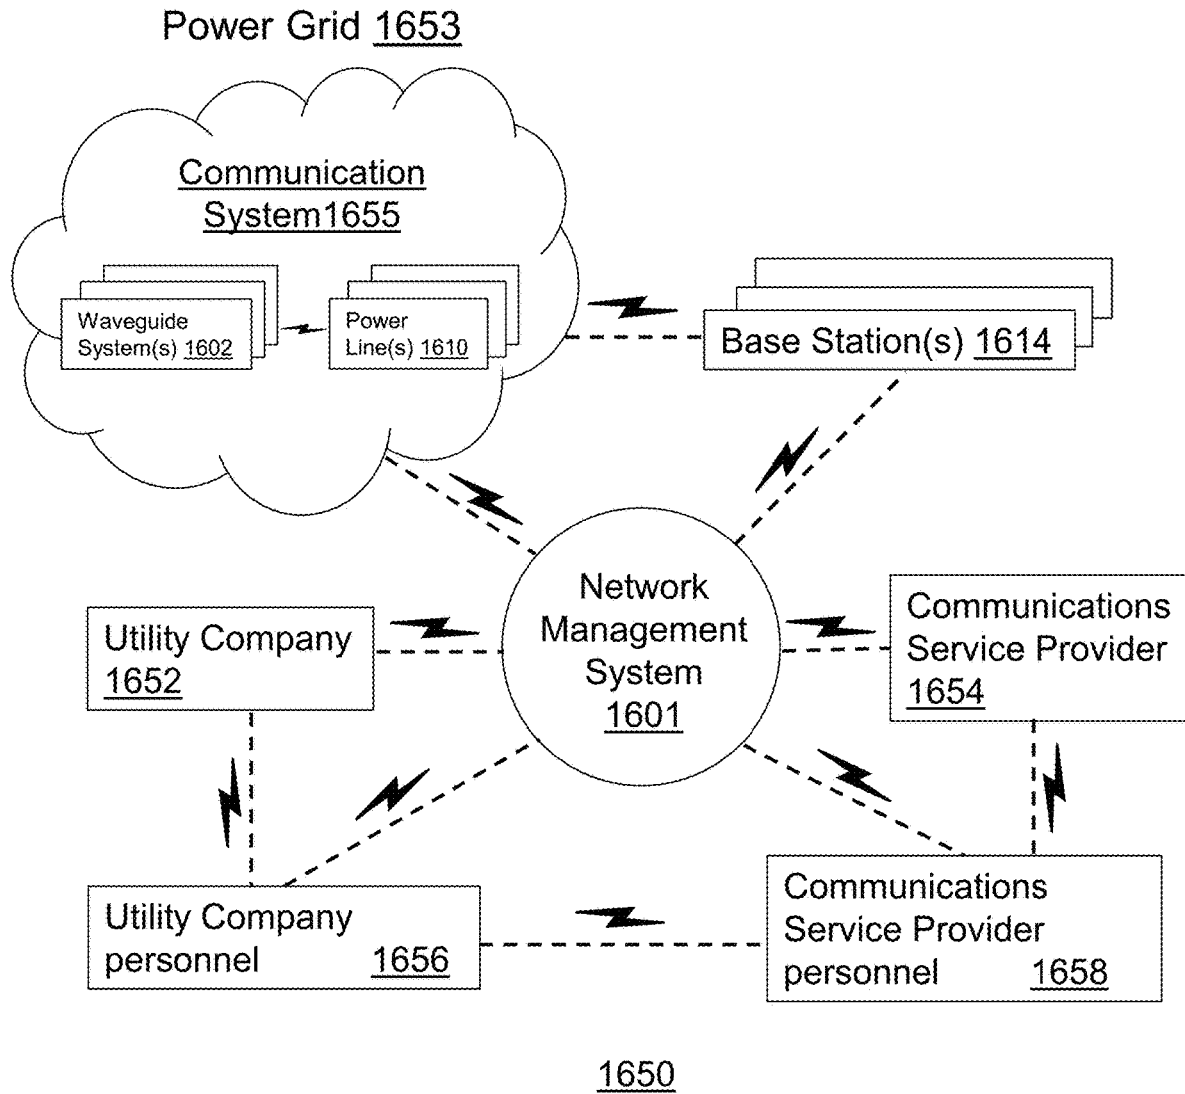 Power Grid 1653
Communication
System1655
Waveguide
System(s) 1602
Power
Line(s) 1610
Base Station(s) 1614
Network
Management
System
1601
Utility Company
1652
Communications
Service Provider
1654
Utility Company
personnel 1656
Communications
Service Provider
personnel 1658
1650